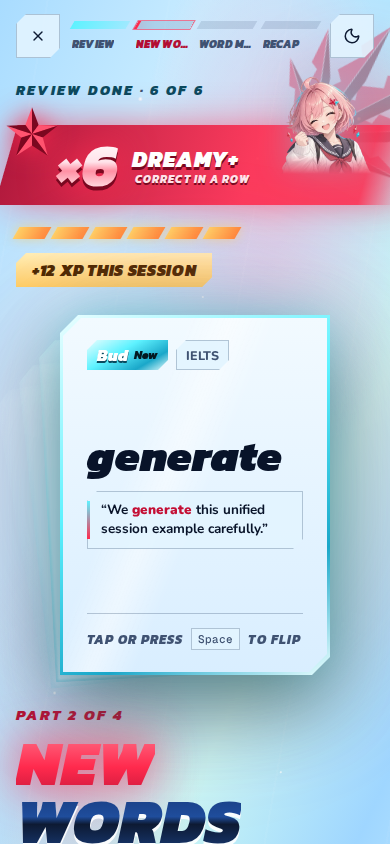 REVIEW NEW WO... WORD M... RECAP
REVIEW DONE · 6 OF 6
×6 DREAMY+
CORRECT IN A ROW
+12 XP THIS SESSION
Bud New IELTS
generate
“We generate this unified
session example carefully.”
TAP OR PRESS Space TO FLIP
PART 2 OF 4
NEW
WORDS